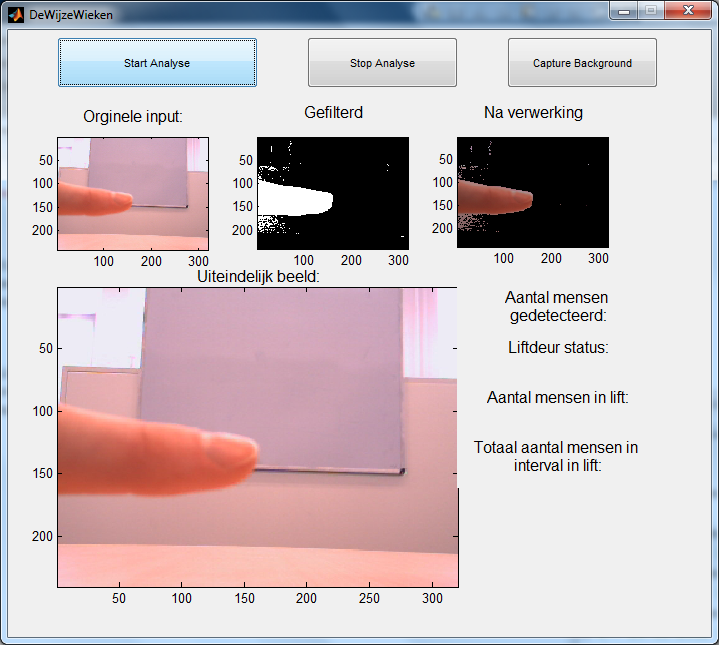 DeWijzeWieken
Start Analyse
Stop Analyse
Capture Background
Orginele input:
Gefilterd
Na verwerking
50
100
150
200
100 200 300
50
100
150
200
100 200 300
50
100
150
200
100 200 300
Uiteindelijk beeld:
50
100
150
200
50 100 150 200 250 300
Aantal mensen
gedetecteerd:
Liftdeur status:
Aantal mensen in lift:
Totaal aantal mensen in
interval in lift: